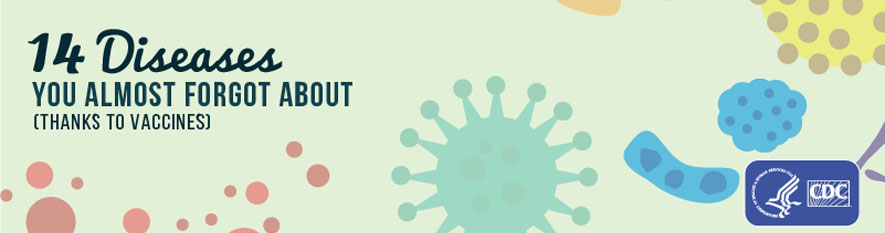 14 Diseases
YOU ALMOST FORGOT ABOUT
(THANKS TO VACCINES)
CDC